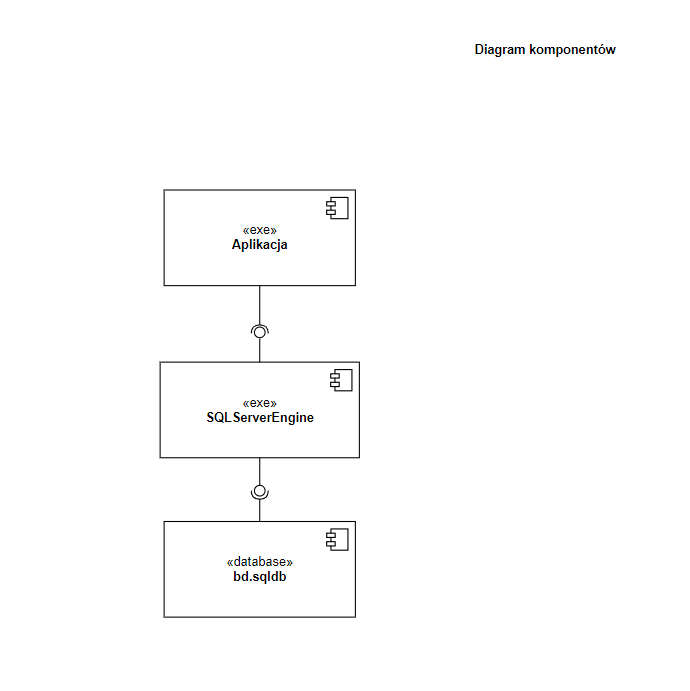 Diagram komponentów
«exe»
Aplikacja
«exe»
SQLServerEngine
«database»
bd.sqldb